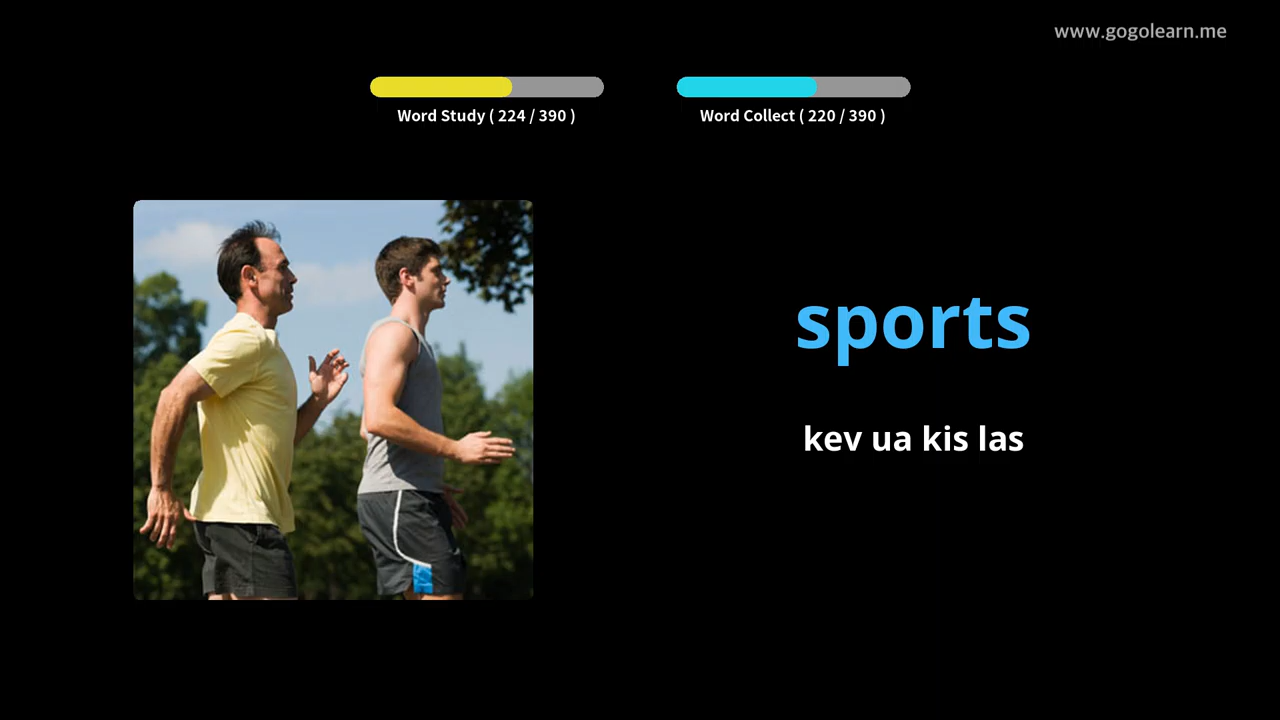 www.gogolearn.me
Word Study ( 224 / 390 )
Word Collect ( 220 / 390 )
sports
kev ua kis las